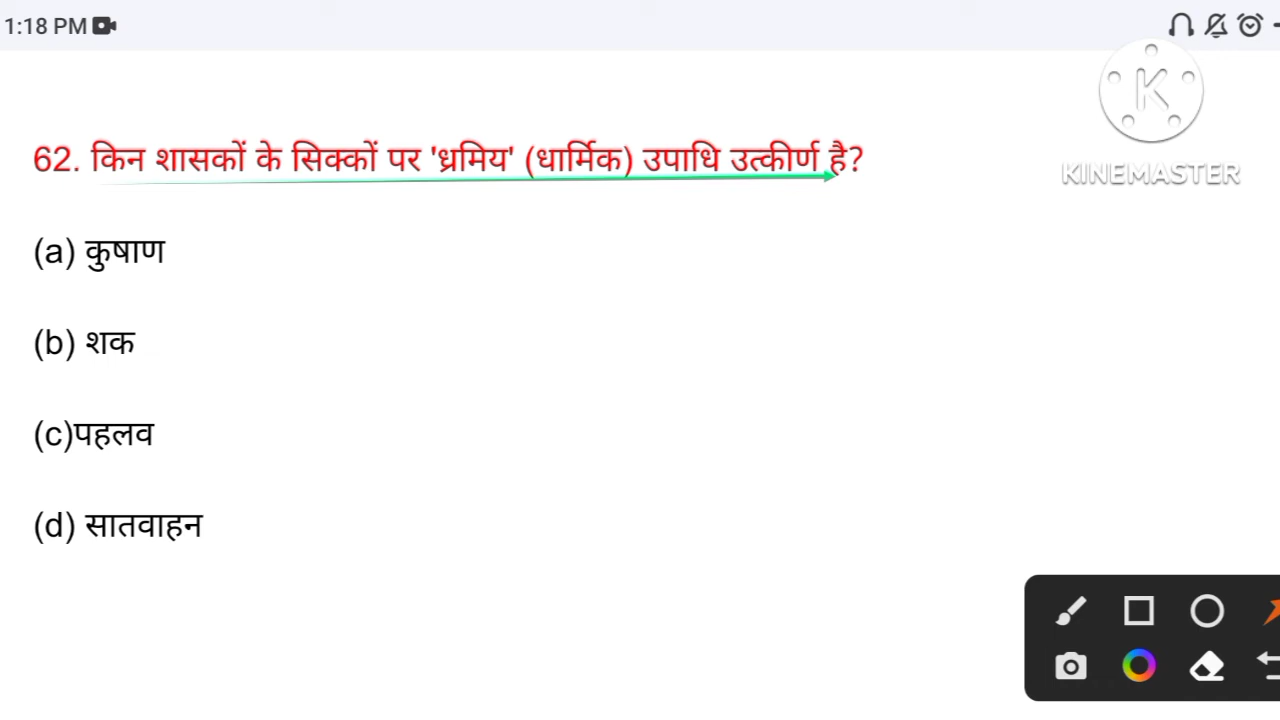 1:18 PM
KINEMASTER
62. किन शासकों के सिक्कों पर 'ध्रमिय' (धार्मिक) उपाधि उत्कीर्ण है?
(a) कुषाण
(b) शक
(c)पहलव
(d) सातवाहन